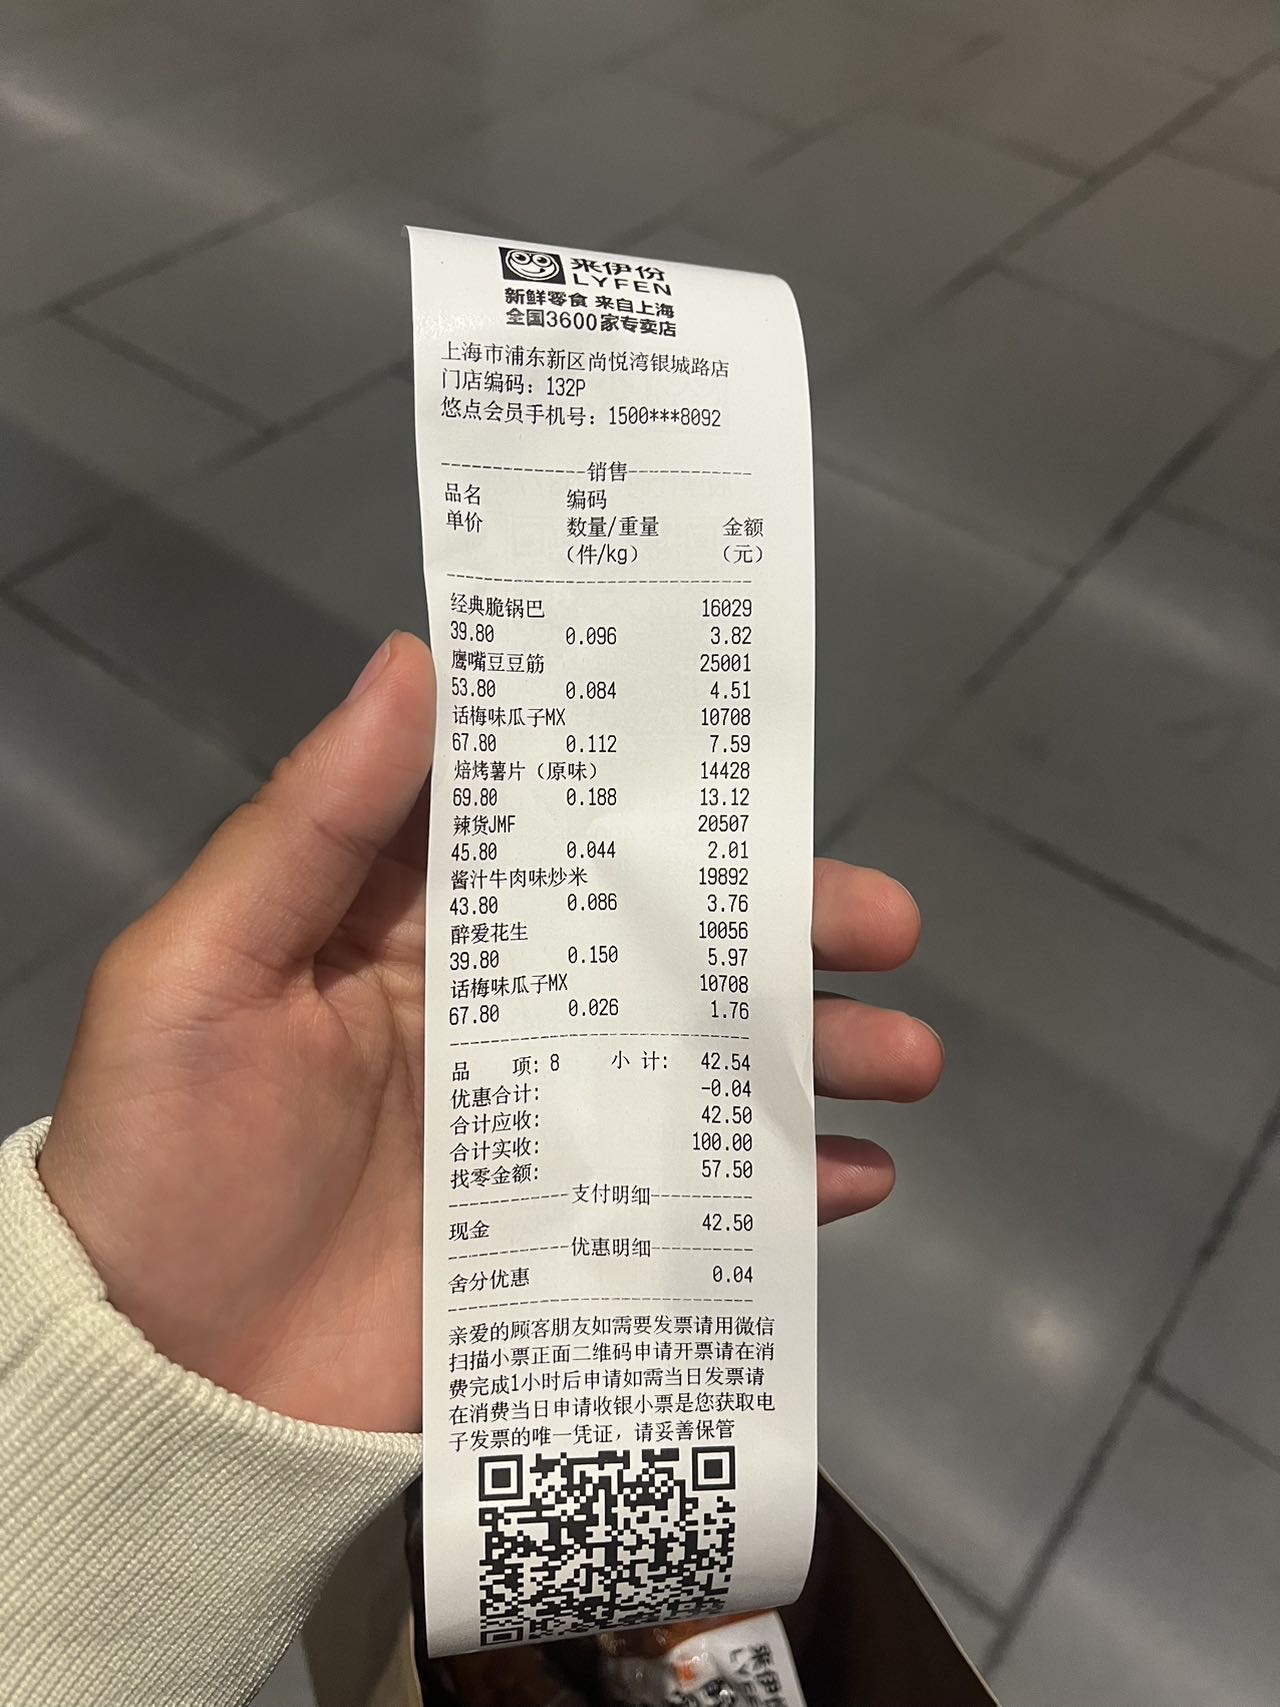 来伊份
LYFEN
新鲜零食 来自上海
全国3600家专卖店
上海市浦东新区尚悦湾银城路店
门店编码：132P
悠点会员手机号：1500***8092
--------------销售--------------
品名 编码
单价 数量/重量 金额
（件/kg） （元）
经典脆锅巴 16029
39.80 0.096 3.82
鹰嘴豆豆筋 25001
53.80 0.084 4.51
话梅味瓜子MX 10708
67.80 0.112 7.59
焙烤薯片（原味） 14428
69.80 0.188 13.12
辣货JMF 20507
45.80 0.044 2.01
酱汁牛肉味炒米 19892
43.80 0.086 3.76
醉爱花生 10056
39.80 0.150 5.97
话梅味瓜子MX 10708
67.80 0.026 1.76
品 项: 8 小 计: 42.54
优惠合计: -0.04
合计应收: 42.50
合计实收: 100.00
找零金额: 57.50
------------支付明细------------
现金 42.50
------------优惠明细------------
舍分优惠 0.04
亲爱的顾客朋友如需要发票请用微信
扫描小票正面二维码申请开票请在消
费完成1小时后申请如需当日发票请
在消费当日申请收银小票是您获取电
子发票的唯一凭证，请妥善保管
来伊份